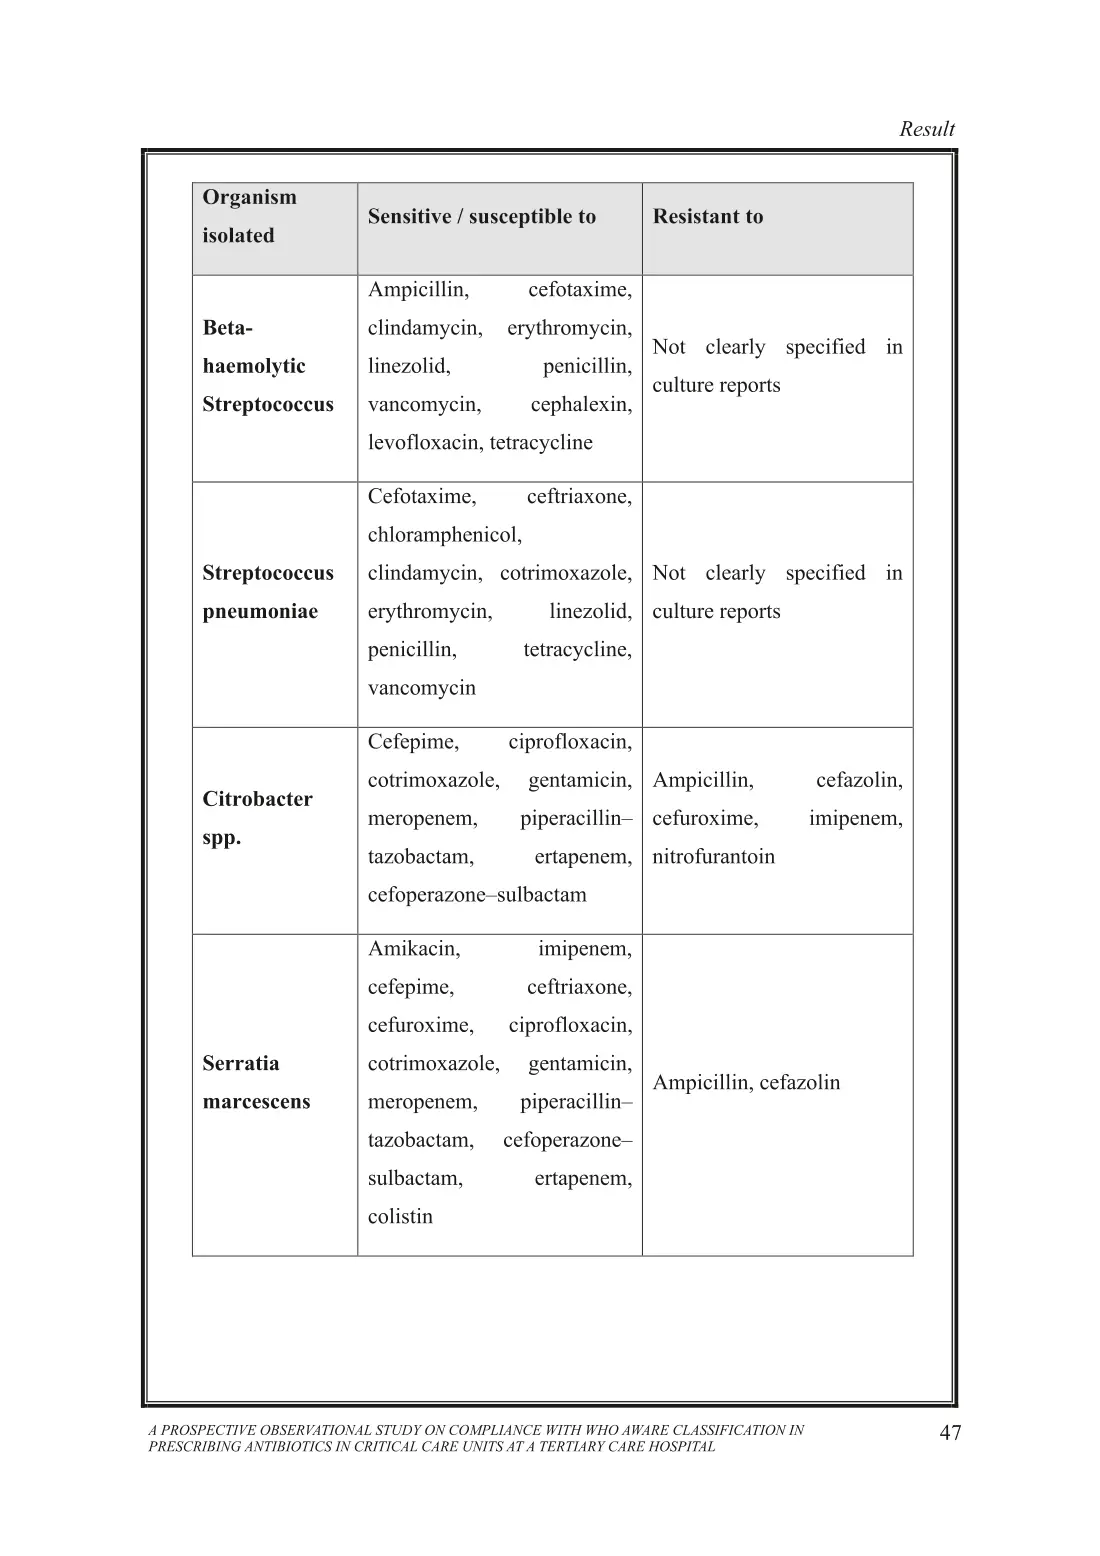 Result
Organism
isolated
Sensitive / susceptible to
Resistant to
Beta-
haemolytic
Streptococcus
Ampicillin, cefotaxime,
clindamycin, erythromycin,
linezolid, penicillin,
vancomycin, cephalexin,
levofloxacin, tetracycline
Not clearly specified in
culture reports
Streptococcus
pneumoniae
Cefotaxime, ceftriaxone,
chloramphenicol,
clindamycin, cotrimoxazole,
erythromycin, linezolid,
penicillin, tetracycline,
vancomycin
Not clearly specified in
culture reports
Citrobacter
spp.
Cefepime, ciprofloxacin,
cotrimoxazole, gentamicin,
meropenem, piperacillin–
tazobactam, ertapenem,
cefoperazone–sulbactam
Ampicillin, cefazolin,
cefuroxime, imipenem,
nitrofurantoin
Serratia
marcescens
Amikacin, imipenem,
cefepime, ceftriaxone,
cefuroxime, ciprofloxacin,
cotrimoxazole, gentamicin,
meropenem, piperacillin–
tazobactam, cefoperazone–
sulbactam, ertapenem,
colistin
Ampicillin, cefazolin
A PROSPECTIVE OBSERVATIONAL STUDY ON COMPLIANCE WITH WHO AWARE CLASSIFICATION IN
PRESCRIBING ANTIBIOTICS IN CRITICAL CARE UNITS AT A TERTIARY CARE HOSPITAL
47